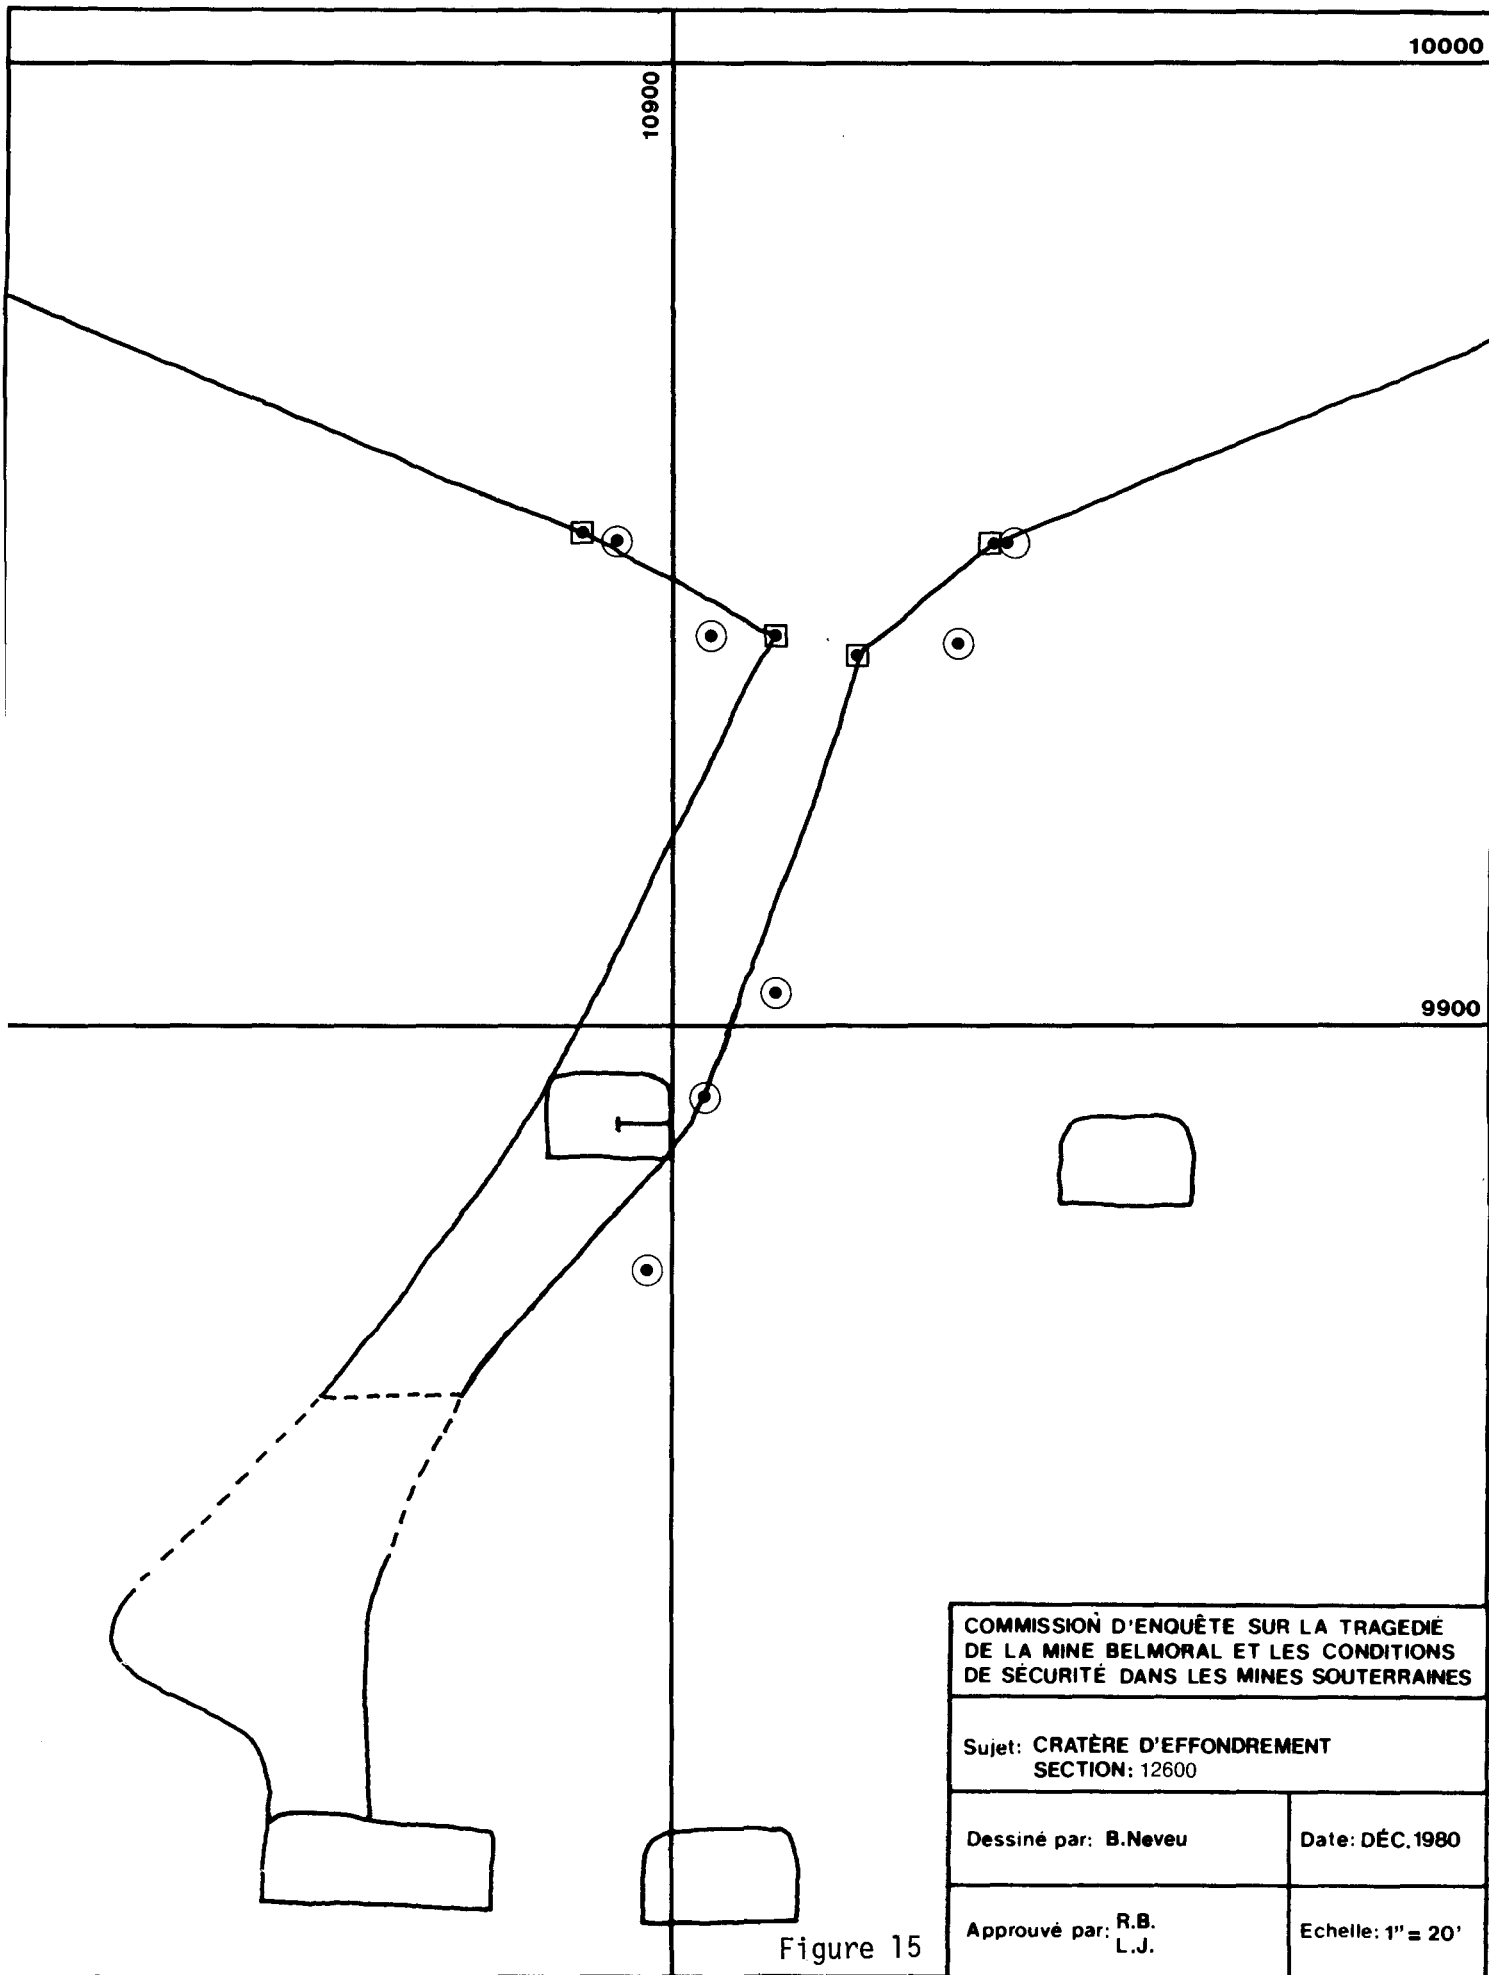 10000
10900
9900
COMMISSION D'ENQUÊTE SUR LA TRAGEDIE
DE LA MINE BELMORAL ET LES CONDITIONS
DE SÉCURITÉ DANS LES MINES SOUTERRAINES
Sujet: CRATÈRE D'EFFONDREMENT
SECTION: 12600
Dessiné par: B.Neveu
Date: DÉC.1980
Approuvé par: R.B.
L.J.
Echelle: 1" = 20'
Figure 15